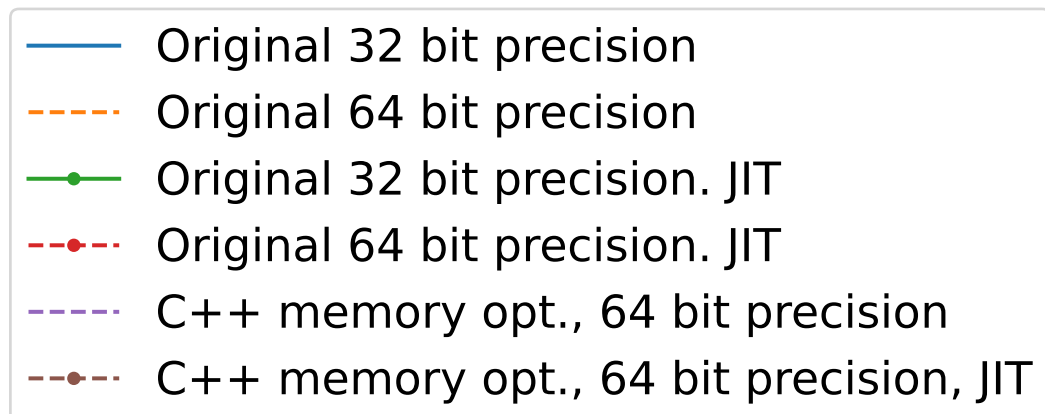 Original 32 bit precision
Original 64 bit precision
Original 32 bit precision. JIT
Original 64 bit precision. JIT
C++ memory opt., 64 bit precision
C++ memory opt., 64 bit precision, JIT